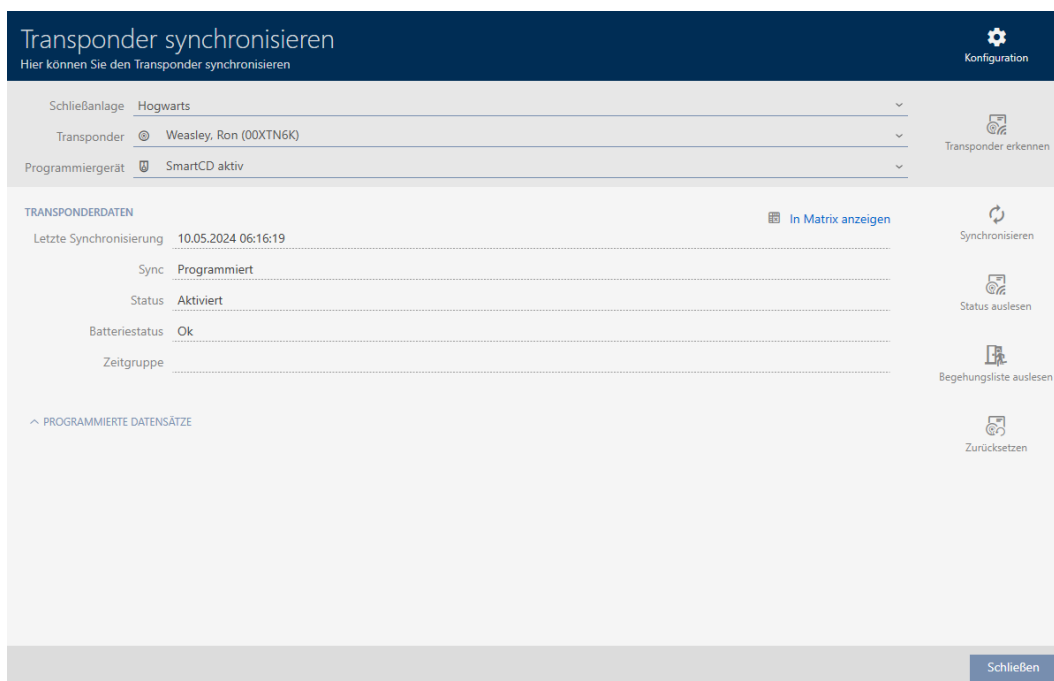 Transponder synchronisieren
Hier können Sie den Transponder synchronisieren
Konfiguration
Schließanlage Hogwarts
Transponder Weasley, Ron (00XTN6K)
Programmiergerät SmartCD aktiv
Transponder erkennen
TRANSPONDERDATEN
In Matrix anzeigen
Letzte Synchronisierung 10.05.2024 06:16:19
Sync Programmiert
Status Aktiviert
Batteriestatus Ok
Zeitgruppe
PROGRAMMIERTE DATENSÄTZE
Synchronisieren
Status auslesen
Begehungsliste auslesen
Zurücksetzen
Schließen